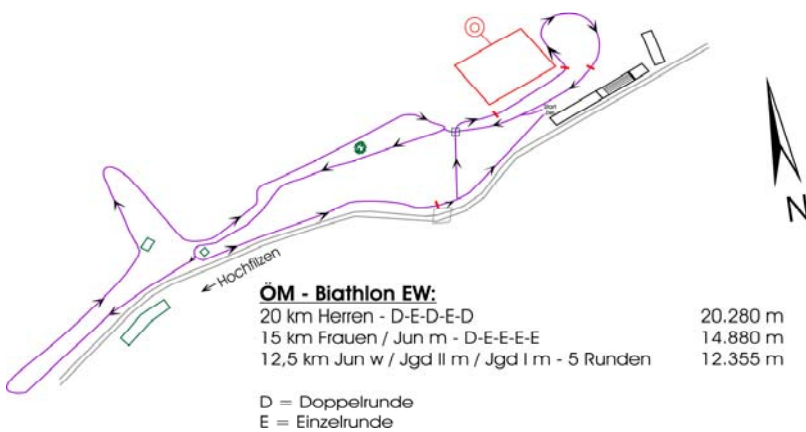 Start
N
Hochfilzen
ÖM - Biathlon EW:
20 km Herren - D-E-D-E-D 20.280 m
15 km Frauen / Jun m - D-E-E-E-E 14.880 m
12,5 km Jun w / Jgd II m / Jgd I m - 5 Runden 12.355 m
D = Doppelrunde
E = Einzelrunde